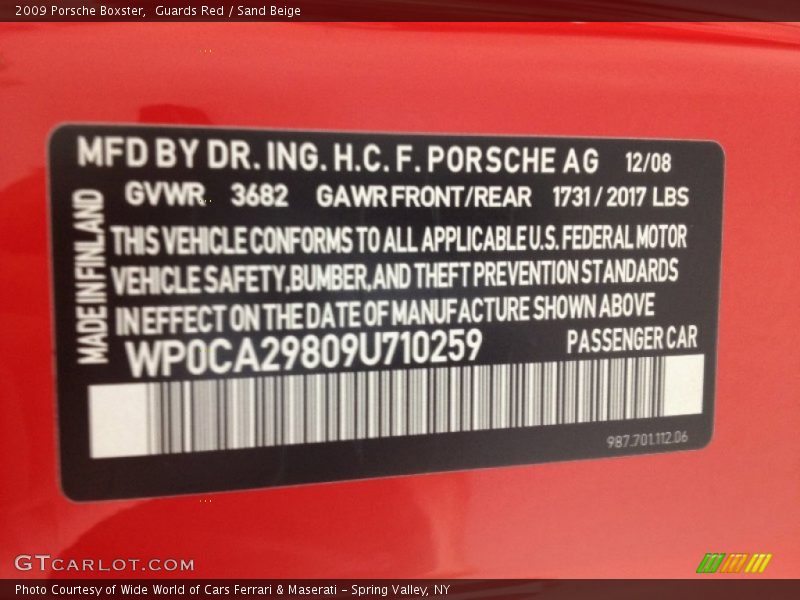 2009 Porsche Boxster,  Guards Red / Sand Beige
MFD BY DR. ING. H.C. F. PORSCHE AG 12/08
GVWR 3682 GAWR FRONT/REAR 1731 / 2017 LBS
MADE IN FINLAND
THIS VEHICLE CONFORMS TO ALL APPLICABLE U.S. FEDERAL MOTOR
VEHICLE SAFETY, BUMBER, AND THEFT PREVENTION STANDARDS
IN EFFECT ON THE DATE OF MANUFACTURE SHOWN ABOVE
WP0CA29809U710259 PASSENGER CAR
987.701.112.06
GTCARLOT.COM
Photo Courtesy of Wide World of Cars Ferrari & Maserati - Spring Valley, NY